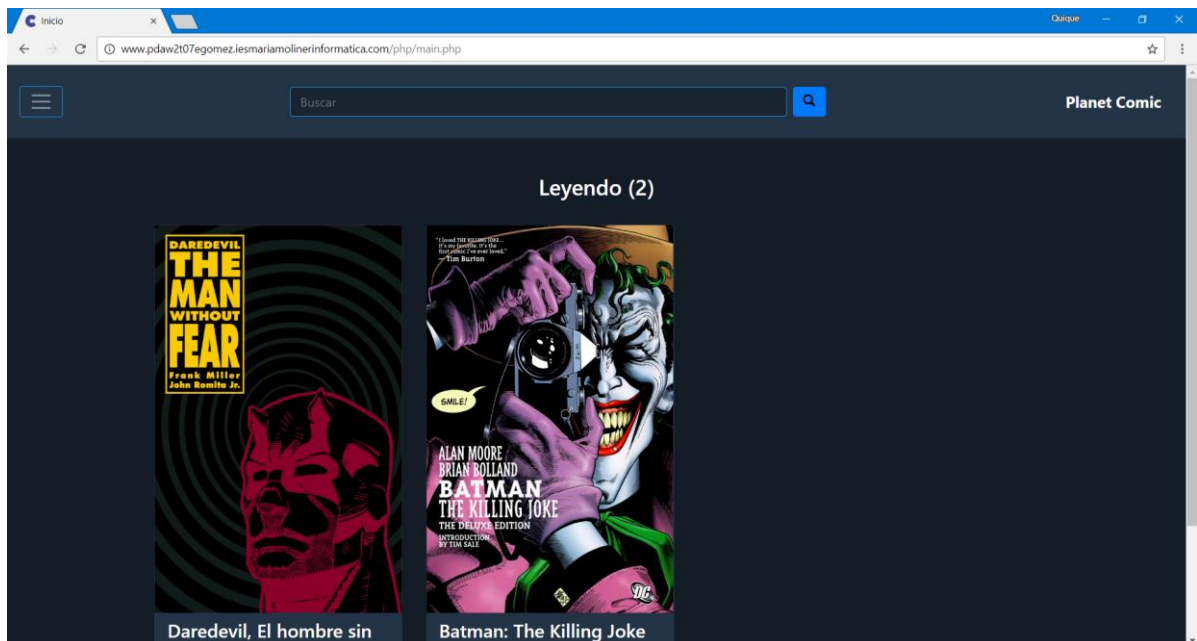 Inicio
Quique
www.pdaw2t07egomez.iesmariamolinerinformatica.com/php/main.php
Buscar
Planet Comic
Leyendo (2)
DAREDEVIL
THE
MAN
WITHOUT
FEAR
Frank Miller
John Romita Jr.
"I loved THE KILLING JOKE...
It's my favorite. It's the
first comic I've ever loved."
— Tim Burton
SMILE!
ALAN MOORE
BRIAN BOLLAND
BATMAN
THE KILLING JOKE
THE DELUXE EDITION
INTRODUCTION
BY TIM SALE
DC
Daredevil, El hombre sin
Batman: The Killing Joke